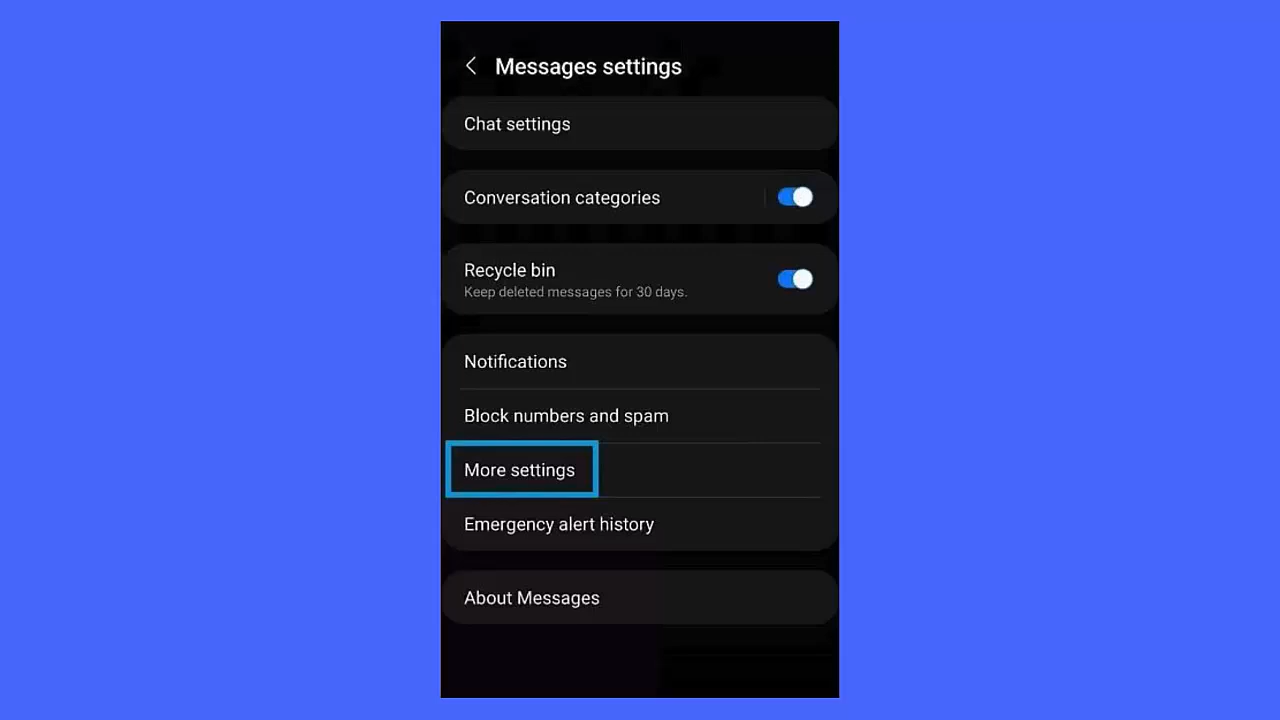 Messages settings
Chat settings
Conversation categories
Recycle bin
Keep deleted messages for 30 days.
Notifications
Block numbers and spam
More settings
Emergency alert history
About Messages